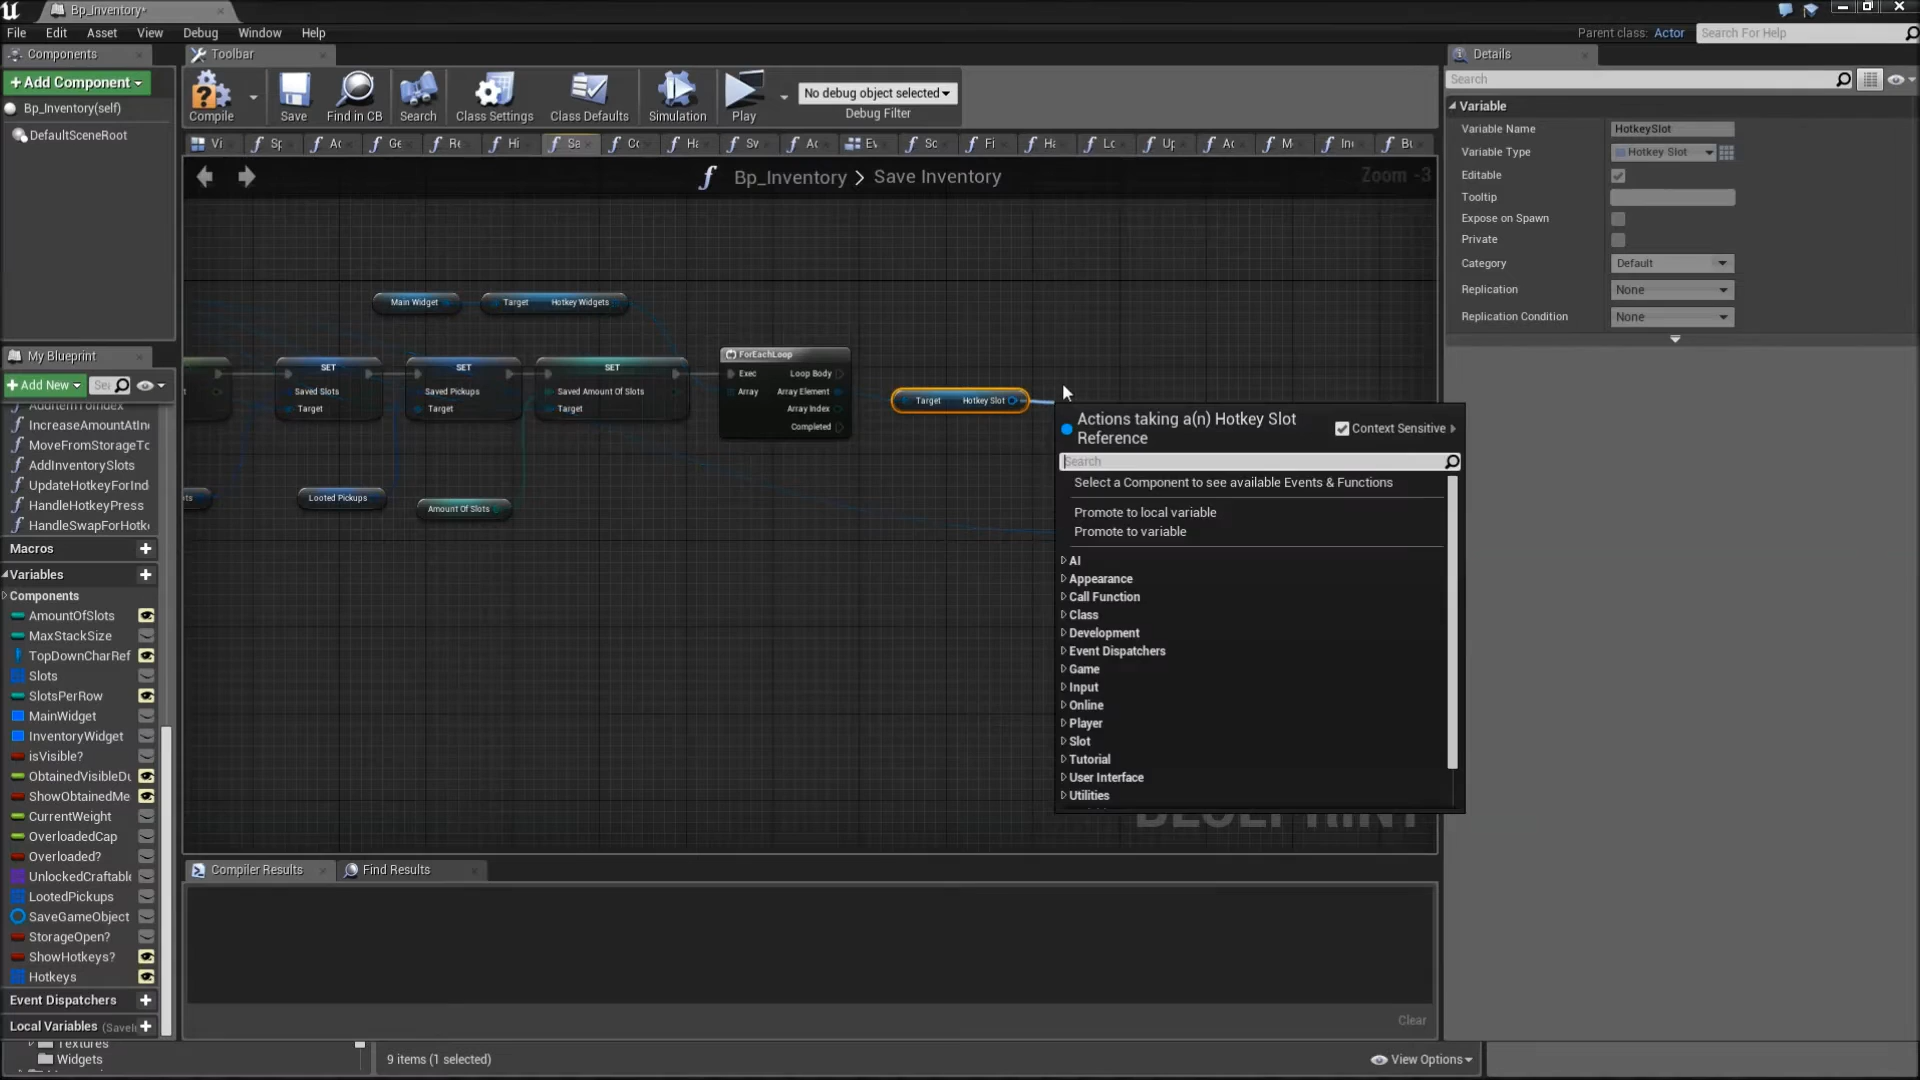 Bp_Inventory*
File Edit Asset View Debug Window Help
Parent class: Actor
Search For Help
Components
Toolbar
Details
+Add Component
Bp_Inventory(self)
DefaultSceneRoot
Compile
Save
Find in CB
Search
Class Settings
Class Defaults
Simulation
Play
No debug object selected
Debug Filter
Search
Variable
Variable Name HotkeySlot
Variable Type Hotkey Slot
Editable
Tooltip
Expose on Spawn
Private
Category Default
Replication None
Replication Condition None
Bp_Inventory > Save Inventory
Zoom -3
Main Widget
Target Hotkey Widgets
SET
Saved Slots
Target
SET
Saved Pickups
Target
SET
Saved Amount Of Slots
Target
ForEachLoop
Exec Loop Body
Array Array Element
Array Index
Completed
Target Hotkey Slot
Looted Pickups
Amount Of Slots
Actions taking a(n) Hotkey Slot
Reference
Context Sensitive
Search
Select a Component to see available Events & Functions
Promote to local variable
Promote to variable
AI
Appearance
Call Function
Class
Development
Event Dispatchers
Game
Input
Online
Player
Slot
Tutorial
User Interface
Utilities
BLUEPRINT
My Blueprint
+Add New
IncreaseAmountAtInd
MoveFromStorageTo
AddInventorySlots
UpdateHotkeyForInd
HandleHotkeyPress
HandleSwapForHotke
Macros
Variables
Components
AmountOfSlots
MaxStackSize
TopDownCharRef
Slots
SlotsPerRow
MainWidget
InventoryWidget
isVisible?
ObtainedVisibleDu
ShowObtainedMe
CurrentWeight
OverloadedCap
Overloaded?
UnlockedCraftable
LootedPickups
SaveGameObject
StorageOpen?
ShowHotkeys?
Hotkeys
Event Dispatchers
Local Variables
Compiler Results
Find Results
Clear
Textures
Widgets
9 items (1 selected)
View Options